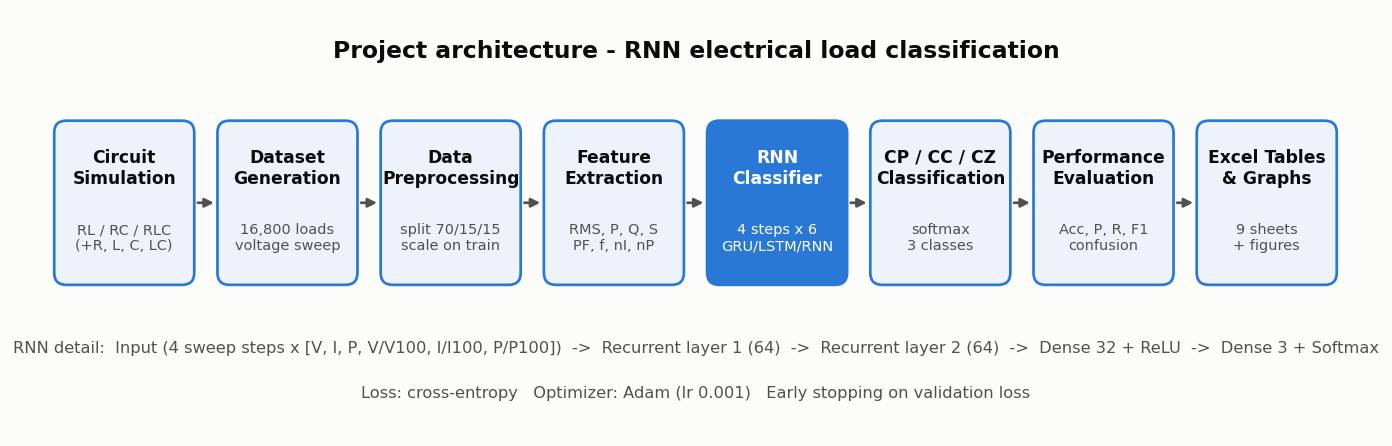 Project architecture - RNN electrical load classification
Circuit
Simulation
RL / RC / RLC
(+R, L, C, LC)
Dataset
Generation
16,800 loads
voltage sweep
Data
Preprocessing
split 70/15/15
scale on train
Feature
Extraction
RMS, P, Q, S
PF, f, nI, nP
RNN
Classifier
4 steps x 6
GRU/LSTM/RNN
CP / CC / CZ
Classification
softmax
3 classes
Performance
Evaluation
Acc, P, R, F1
confusion
Excel Tables
& Graphs
9 sheets
+ figures
RNN detail:  Input (4 sweep steps x [V, I, P, V/V100, I/I100, P/P100])  ->  Recurrent layer 1 (64)  ->  Recurrent layer 2 (64)  ->  Dense 32 + ReLU  ->  Dense 3 + Softmax
Loss: cross-entropy   Optimizer: Adam (lr 0.001)   Early stopping on validation loss